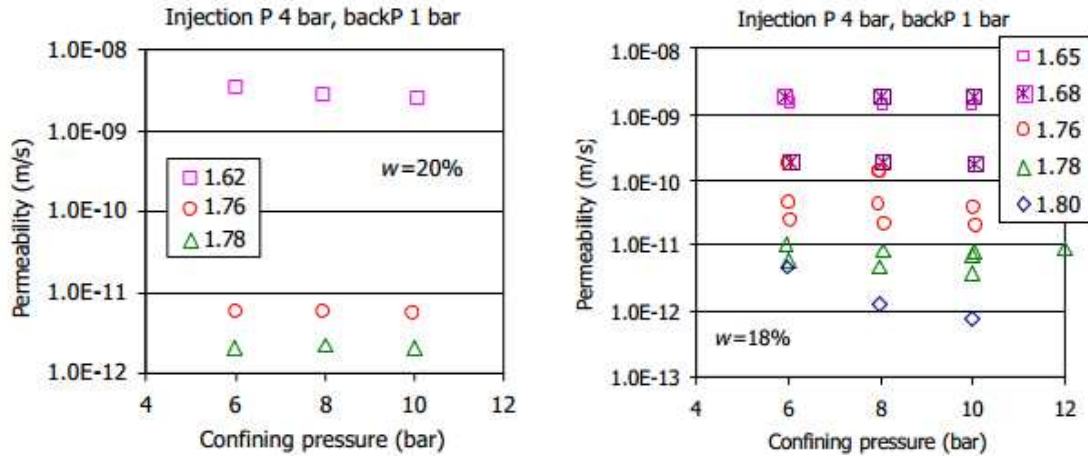 Injection P 4 bar, backP 1 bar
1.0E-08
1.0E-09
1.0E-10
1.0E-11
1.0E-12
Permeability (m/s)
w=20%
1.62
1.76
1.78
4 6 8 10 12
Confining pressure (bar)
Injection P 4 bar, backP 1 bar
1.0E-08
1.0E-09
1.0E-10
1.0E-11
1.0E-12
1.0E-13
Permeability (m/s)
1.65
1.68
1.76
1.78
1.80
w=18%
4 6 8 10 12
Confining pressure (bar)